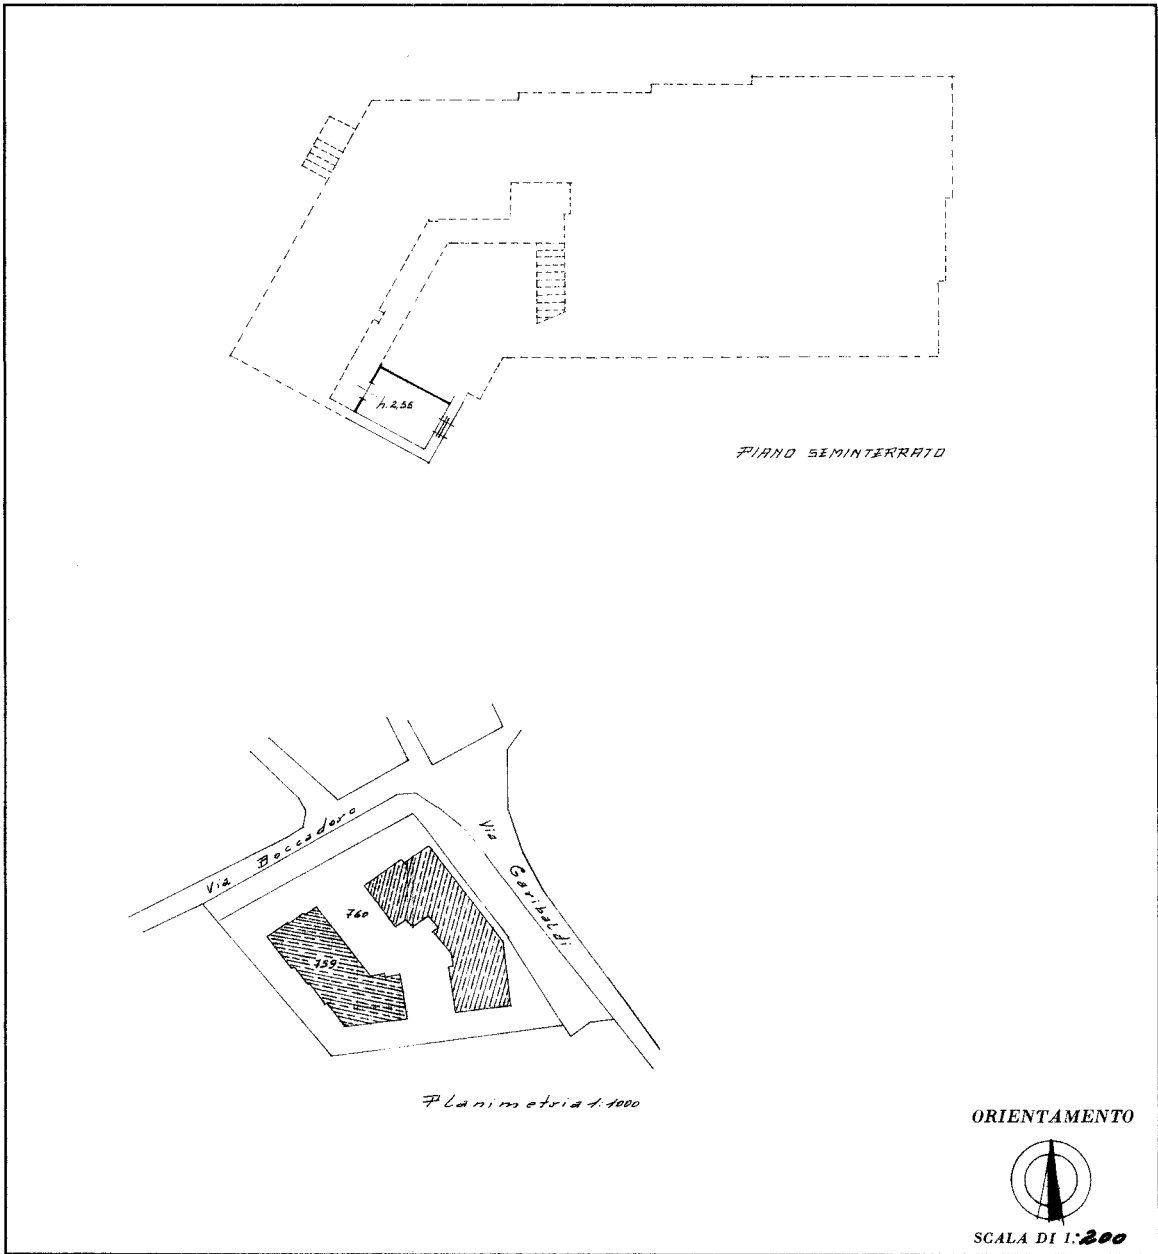 h. 2,56
PIANO SEMINTERRATO
Via Boccadoro
Via Garibaldi
760
759
Planimetria 1:1000
ORIENTAMENTO
SCALA DI 1:200